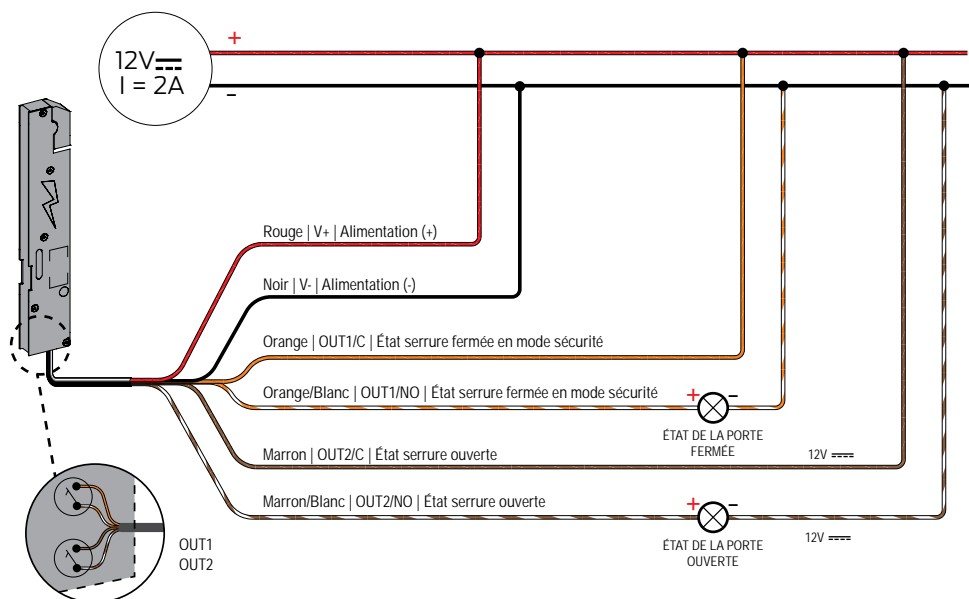 +
12V
I = 2A
-
Rouge | V+ | Alimentation (+)
Noir | V- | Alimentation (-)
Orange | OUT1/C | État serrure fermée en mode sécurité
Orange/Blanc | OUT1/NO | État serrure fermée en mode sécurité
+ -
ÉTAT DE LA PORTE
FERMÉE
Marron | OUT2/C | État serrure ouverte
12V
Marron/Blanc | OUT2/NO | État serrure ouverte
+ -
ÉTAT DE LA PORTE
OUVERTE
12V
OUT1
OUT2